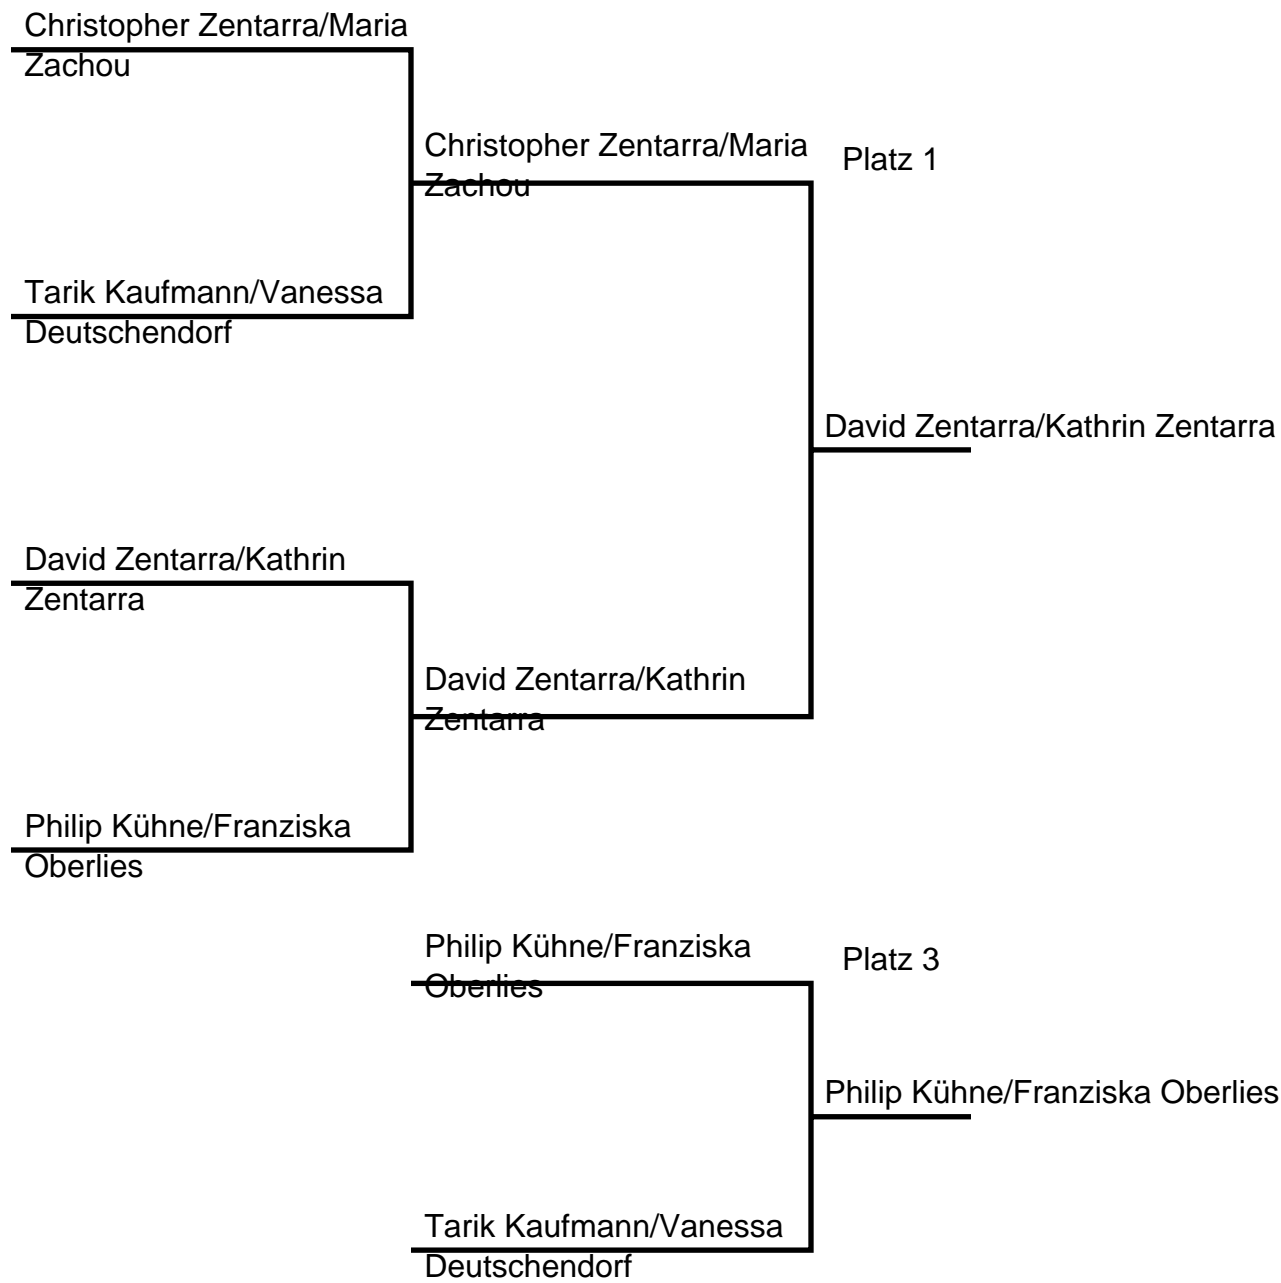 Christopher Zentarra/Maria
Zachou
Christopher Zentarra/Maria
Zachou
Platz 1
Tarik Kaufmann/Vanessa
Deutschendorf
David Zentarra/Kathrin Zentarra
David Zentarra/Kathrin
Zentarra
David Zentarra/Kathrin
Zentarra
Philip Kühne/Franziska
Oberlies
Philip Kühne/Franziska
Oberlies
Platz 3
Philip Kühne/Franziska Oberlies
Tarik Kaufmann/Vanessa
Deutschendorf